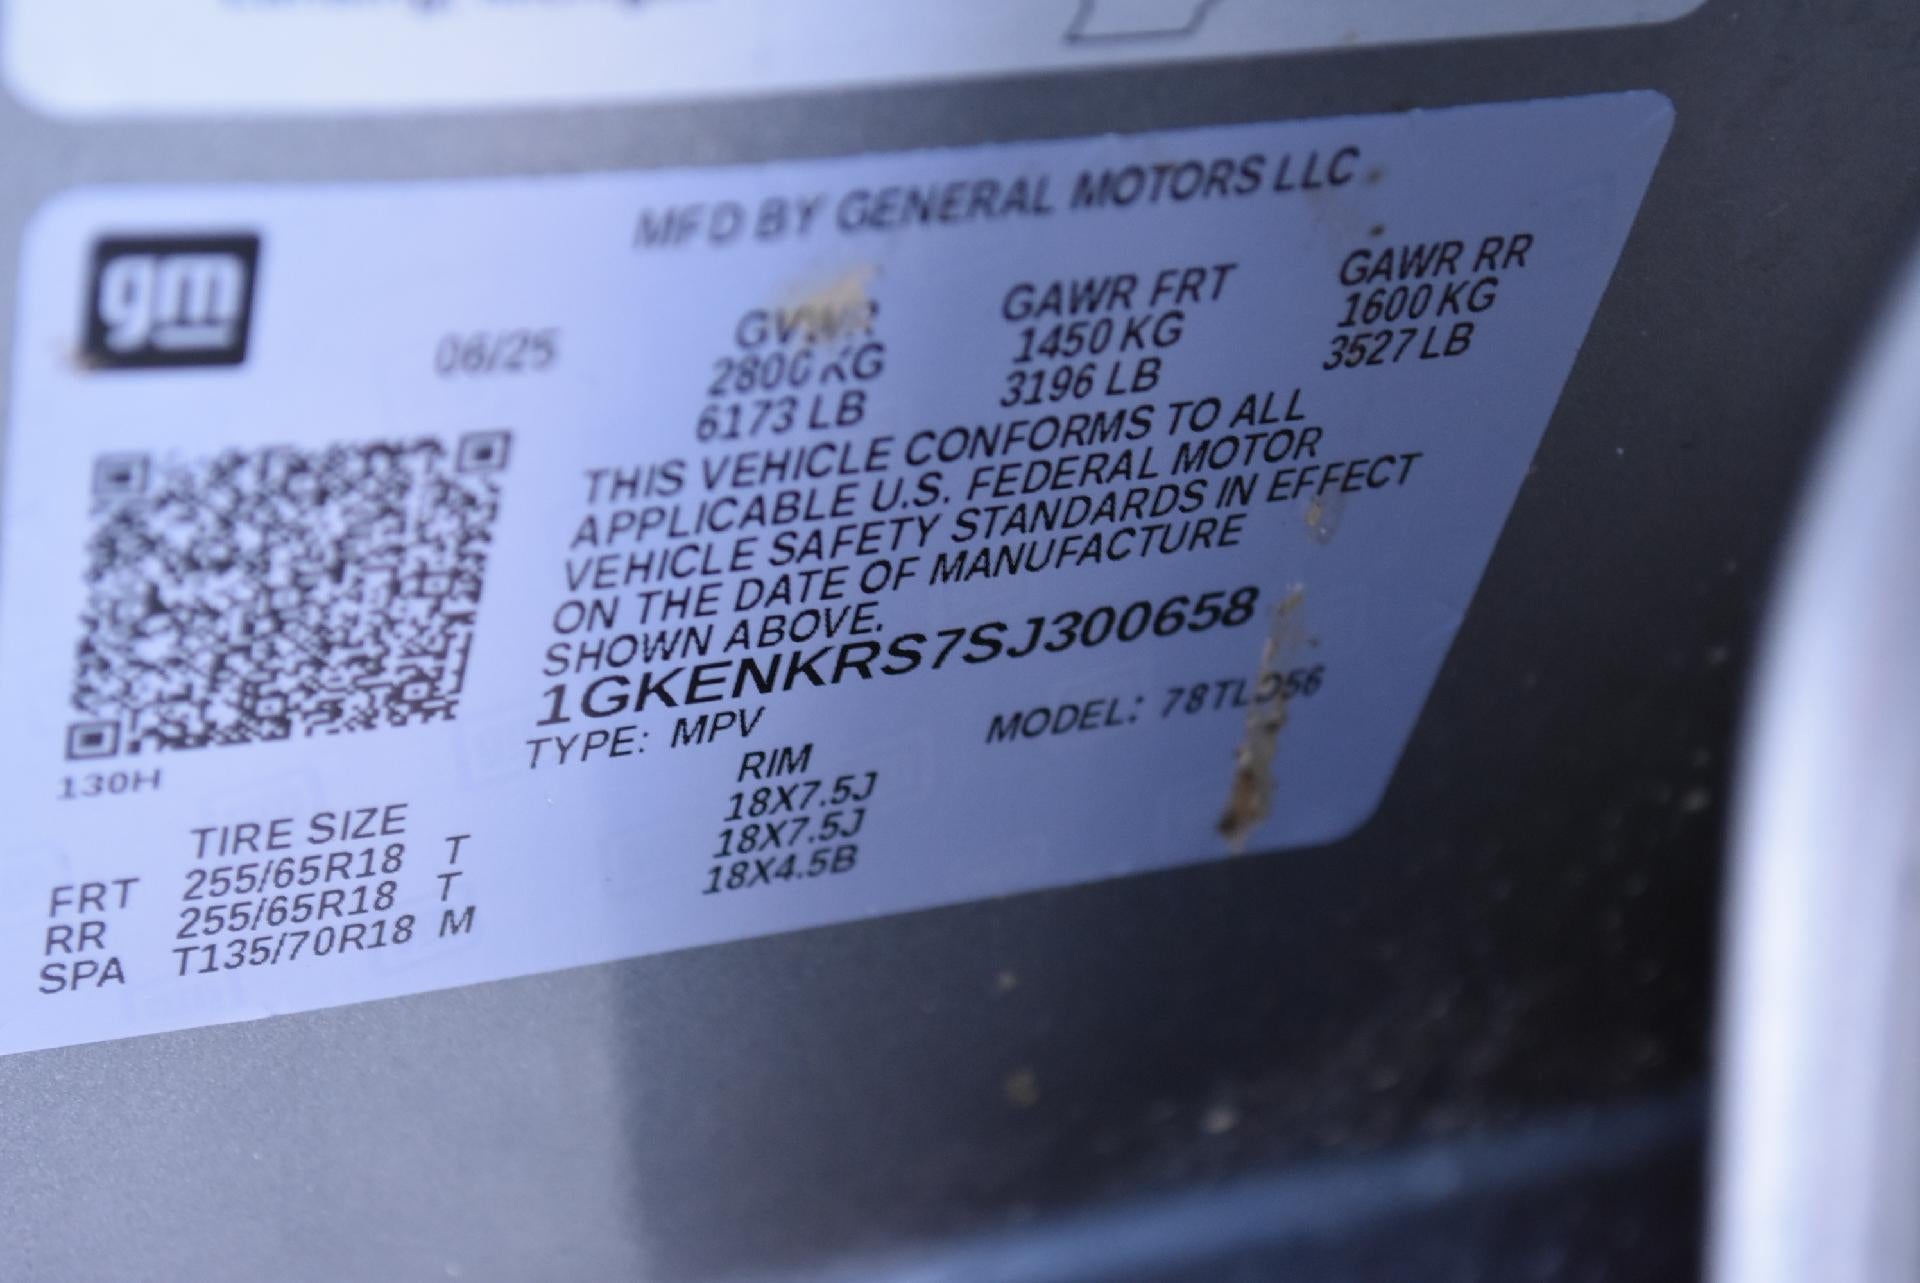 MFD BY GENERAL MOTORS LLC
gm
06/25
GVWR GAWR FRT GAWR RR
2800 KG 1450 KG 1600 KG
6173 LB 3196 LB 3527 LB
THIS VEHICLE CONFORMS TO ALL
APPLICABLE U.S. FEDERAL MOTOR
VEHICLE SAFETY STANDARDS IN EFFECT
ON THE DATE OF MANUFACTURE
SHOWN ABOVE.
1GKENKRS7SJ300658
TYPE: MPV MODEL:
130H
TIRE SIZE RIM
FRT 255/65R18 T 18X7.5J
RR 255/65R18 T 18X7.5J
SPA T135/70R18 M 18X4.5B